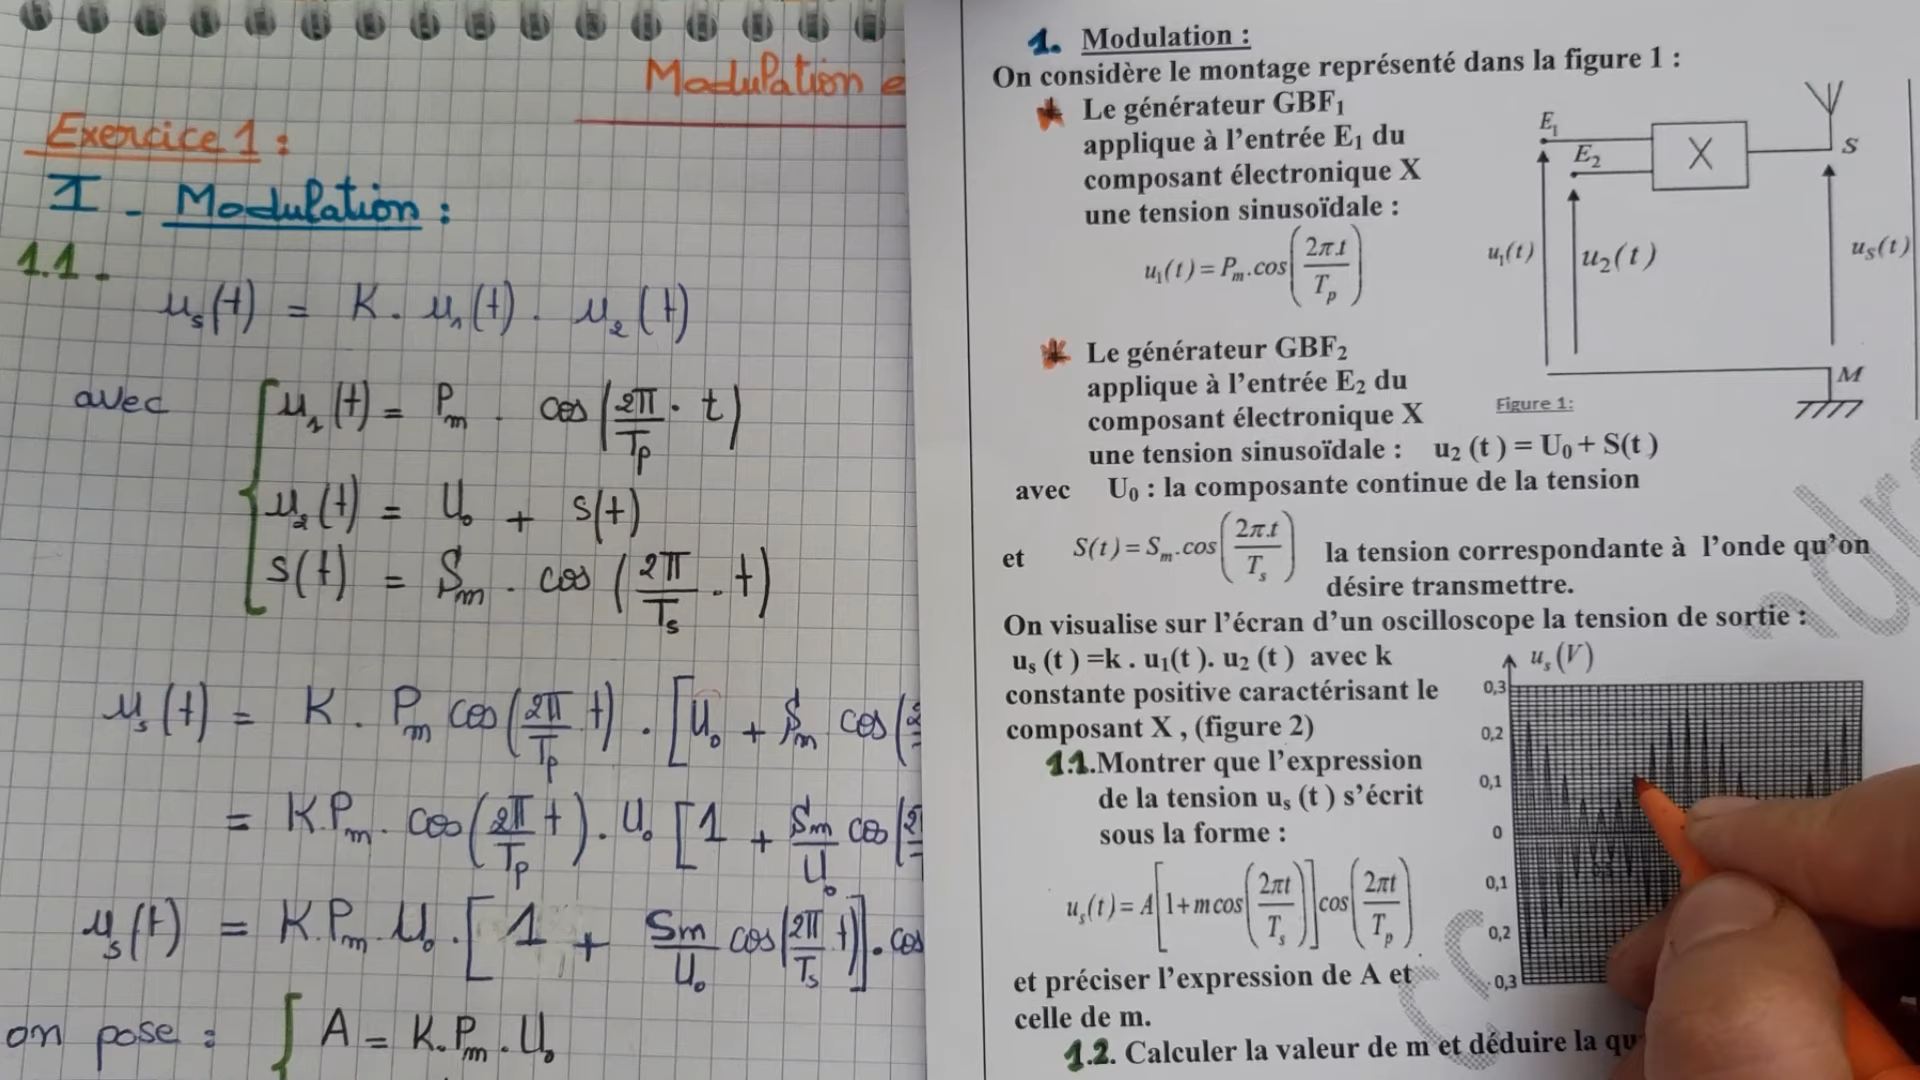 Modulation e
Exercice 1 :
I - Modulation :
1.1 -
u_s(t) = K . u_1(t) . u_2(t)
avec
u_1(t) = P_m . cos(2π/T_p . t)
u_2(t) = U_0 + s(t)
s(t) = S_m . cos(2π/T_s . t)
u_s(t) = K . P_m cos(2π/T_p t) . [U_0 + S_m cos(2
= K.P_m . cos(2π/T_p t) . U_0 [1 + S_m/U_0 cos(2
u_s(t) = K.P_m.U_0 . [1 + S_m/U_0 cos(2π/T_s t)] . cos
on pose : A = K.P_m.U_0
1. Modulation :
On considère le montage représenté dans la figure 1 :
Le générateur GBF1
applique à l'entrée E1 du
composant électronique X
une tension sinusoïdale :
u_1(t) = P_m.cos(2π.t/T_p)
Le générateur GBF2
applique à l'entrée E2 du
composant électronique X
une tension sinusoïdale : u2 (t) = U0 + S(t)
avec U0 : la composante continue de la tension
et S(t) = S_m.cos(2π.t/T_s) la tension correspondante à l'onde qu'on
désire transmettre.
On visualise sur l'écran d'un oscilloscope la tension de sortie :
us (t) =k . u1(t). u2 (t) avec k
constante positive caractérisant le
composant X , (figure 2)
1.1.Montrer que l'expression
de la tension us (t) s'écrit
sous la forme :
u_s(t) = A[1+m cos(2πt/T_s)]cos(2πt/T_p)
et préciser l'expression de A et
celle de m.
1.2. Calculer la valeur de m et déduire la qu
E1
E2
X
S
u1(t)
u2(t)
uS(t)
M
Figure 1:
us(V)
0,3
0,2
0,1
0
0,1
0,2
0,3